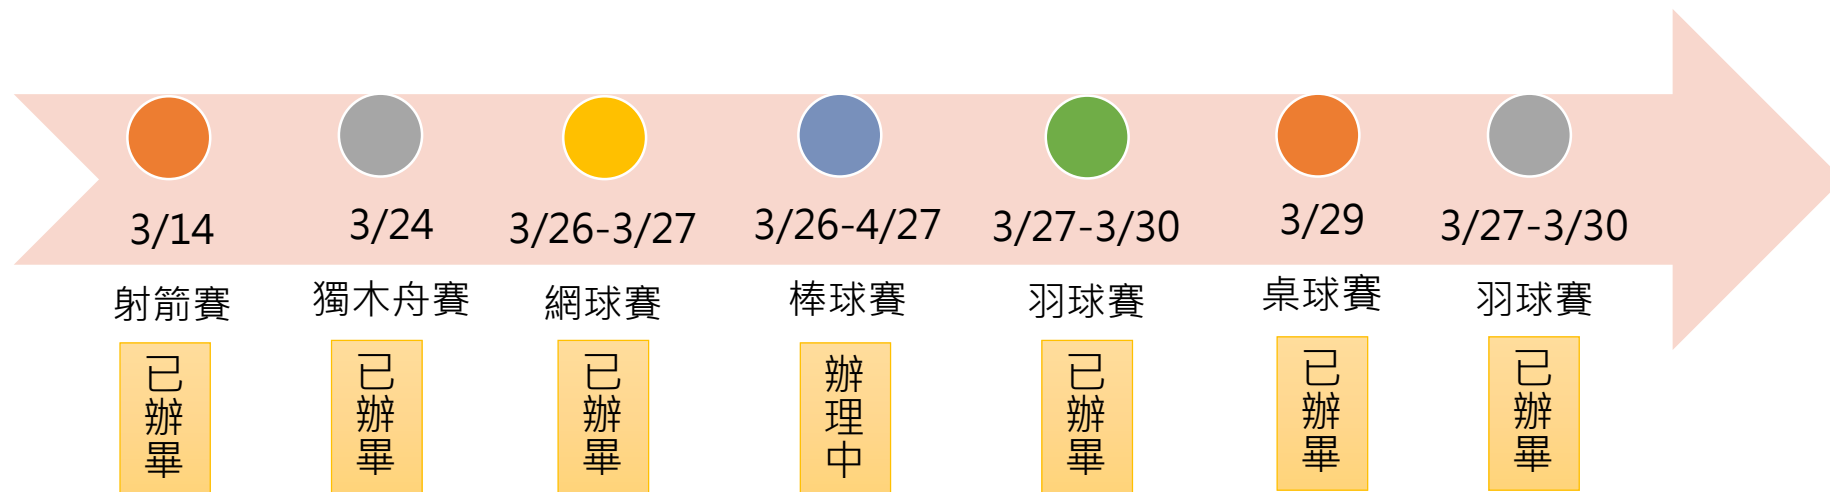 3/14
射箭賽
已辦畢
3/24
獨木舟賽
已辦畢
3/26-3/27
網球賽
已辦畢
3/26-4/27
棒球賽
辦理中
3/27-3/30
羽球賽
已辦畢
3/29
桌球賽
已辦畢
3/27-3/30
羽球賽
已辦畢